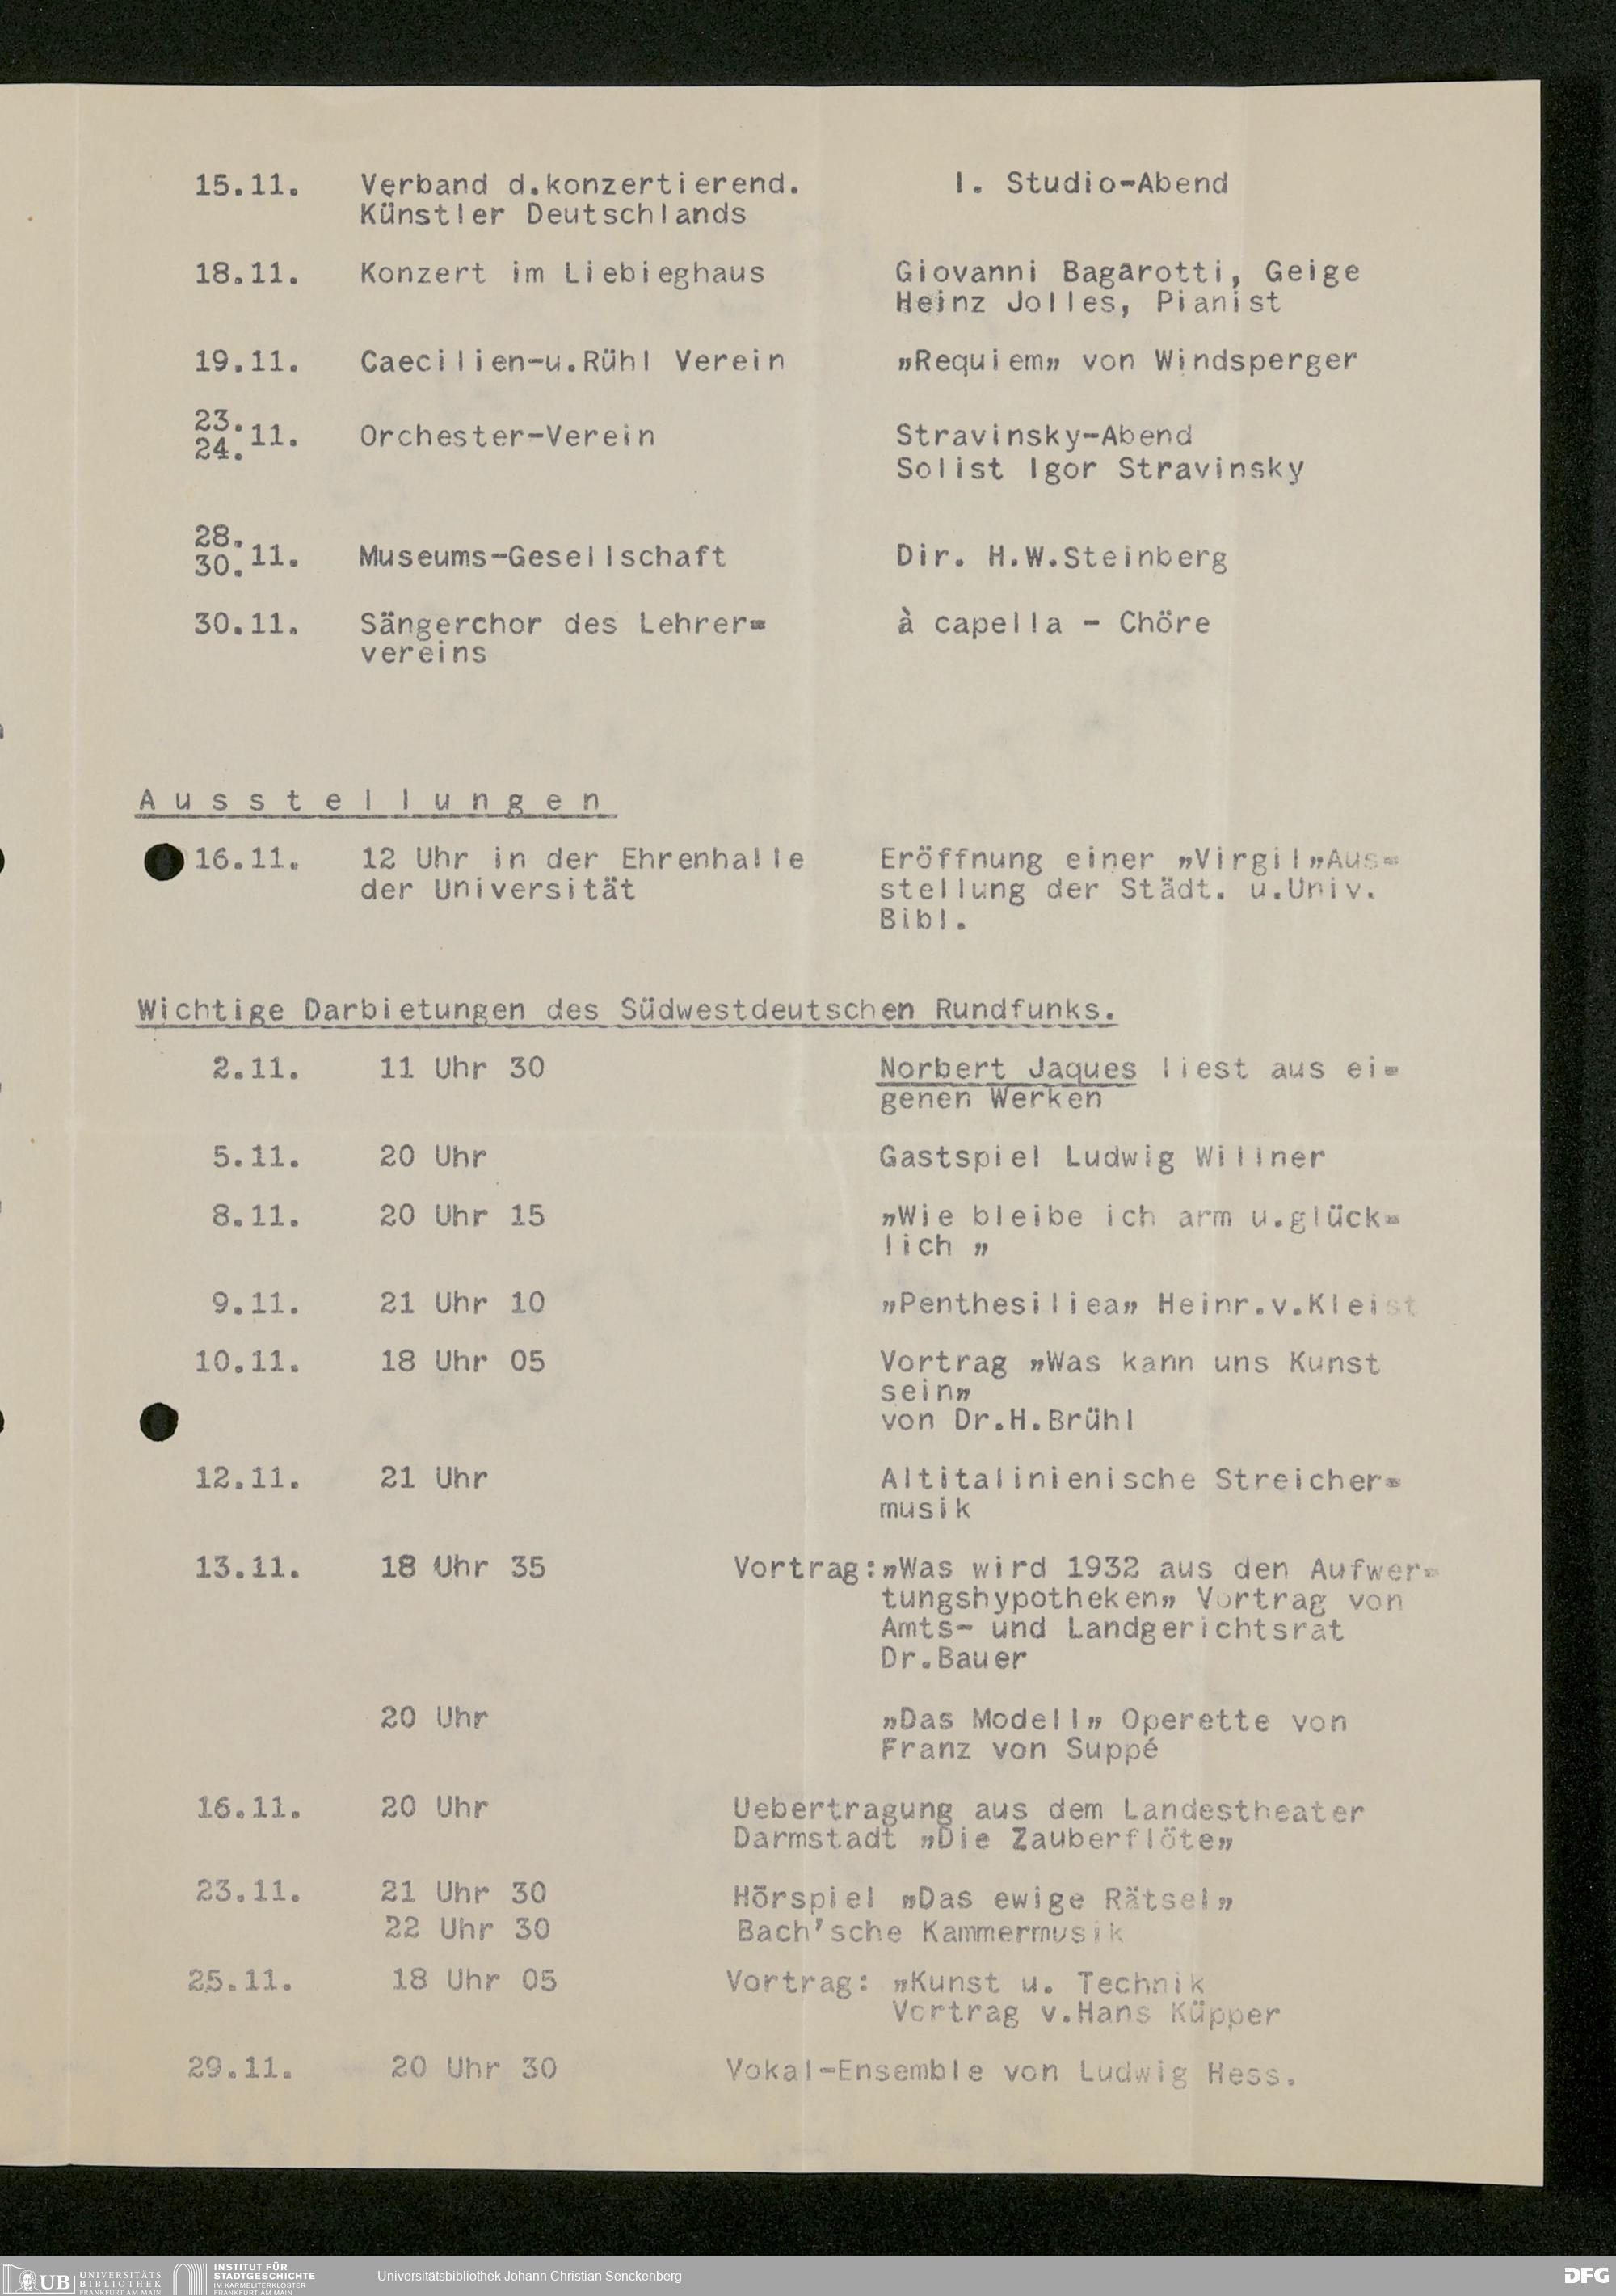 15.11. Verband d.konzertierend. I. Studio-Abend
Künstler Deutschlands
18.11. Konzert im Liebieghaus Giovanni Bagarotti, Geige
Heinz Jolles, Pianist
19.11. Caecilien-u.Rühl Verein „Requiem„ von Windsperger
23.
24. 11. Orchester-Verein Stravinsky-Abend
Solist Igor Stravinsky
28.
30. 11. Museums-Gesellschaft Dir. H.W.Steinberg
30.11. Sängerchor des Lehrer= à capella - Chöre
vereins
Ausstellungen
16.11. 12 Uhr in der Ehrenhalle Eröffnung einer „Virgil„Aus=
der Universität stellung der Städt. u.Univ.
Bibl.
Wichtige Darbietungen des Südwestdeutschen Rundfunks.
2.11. 11 Uhr 30 Norbert Jaques liest aus ei=
genen Werken
5.11. 20 Uhr Gastspiel Ludwig Willner
8.11. 20 Uhr 15 „Wie bleibe ich arm u.glück=
lich „
9.11. 21 Uhr 10 „Penthesiliea„ Heinr.v.Kleist
10.11. 18 Uhr 05 Vortrag „Was kann uns Kunst
sein„
von Dr.H.Brühl
12.11. 21 Uhr Altitalinienische Streicher=
musik
13.11. 18 Uhr 35 Vortrag:„Was wird 1932 aus den Aufwer=
tungshypotheken„ Vortrag von
Amts- und Landgerichtsrat
Dr.Bauer
20 Uhr „Das Modell„ Operette von
Franz von Suppé
16.11. 20 Uhr Uebertragung aus dem Landestheater
Darmstadt „Die Zauberflöte„
23.11. 21 Uhr 30 Hörspiel „Das ewige Rätsel„
22 Uhr 30 Bach'sche Kammermusik
25.11. 18 Uhr 05 Vortrag: „Kunst u. Technik
Vortrag v.Hans Küpper
29.11. 20 Uhr 30 Vokal-Ensemble von Ludwig Hess.
UB UNIVERSITÄTS
BIBLIOTHEK
FRANKFURT AM MAIN
INSTITUT FÜR
STADTGESCHICHTE
IM KARMELITERKLOSTER
FRANKFURT AM MAIN
Universitätsbibliothek Johann Christian Senckenberg
DFG